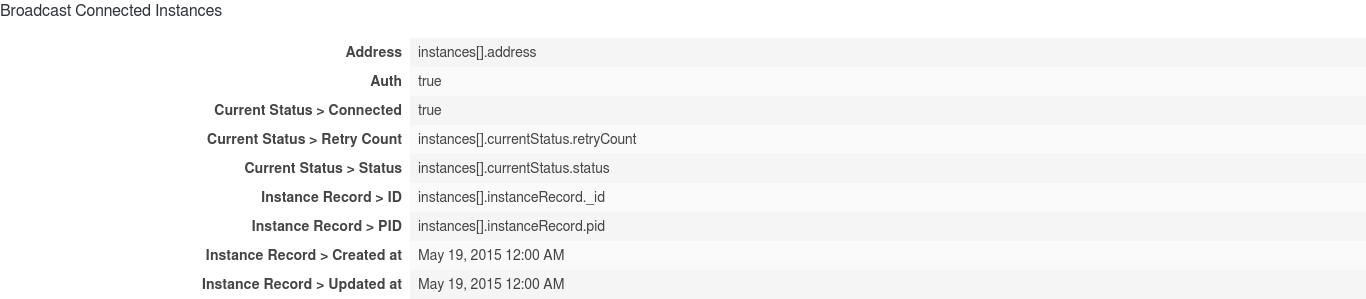 Broadcast Connected Instances
Address instances[].address
Auth true
Current Status > Connected true
Current Status > Retry Count instances[].currentStatus.retryCount
Current Status > Status instances[].currentStatus.status
Instance Record > ID instances[].instanceRecord._id
Instance Record > PID instances[].instanceRecord.pid
Instance Record > Created at May 19, 2015 12:00 AM
Instance Record > Updated at May 19, 2015 12:00 AM